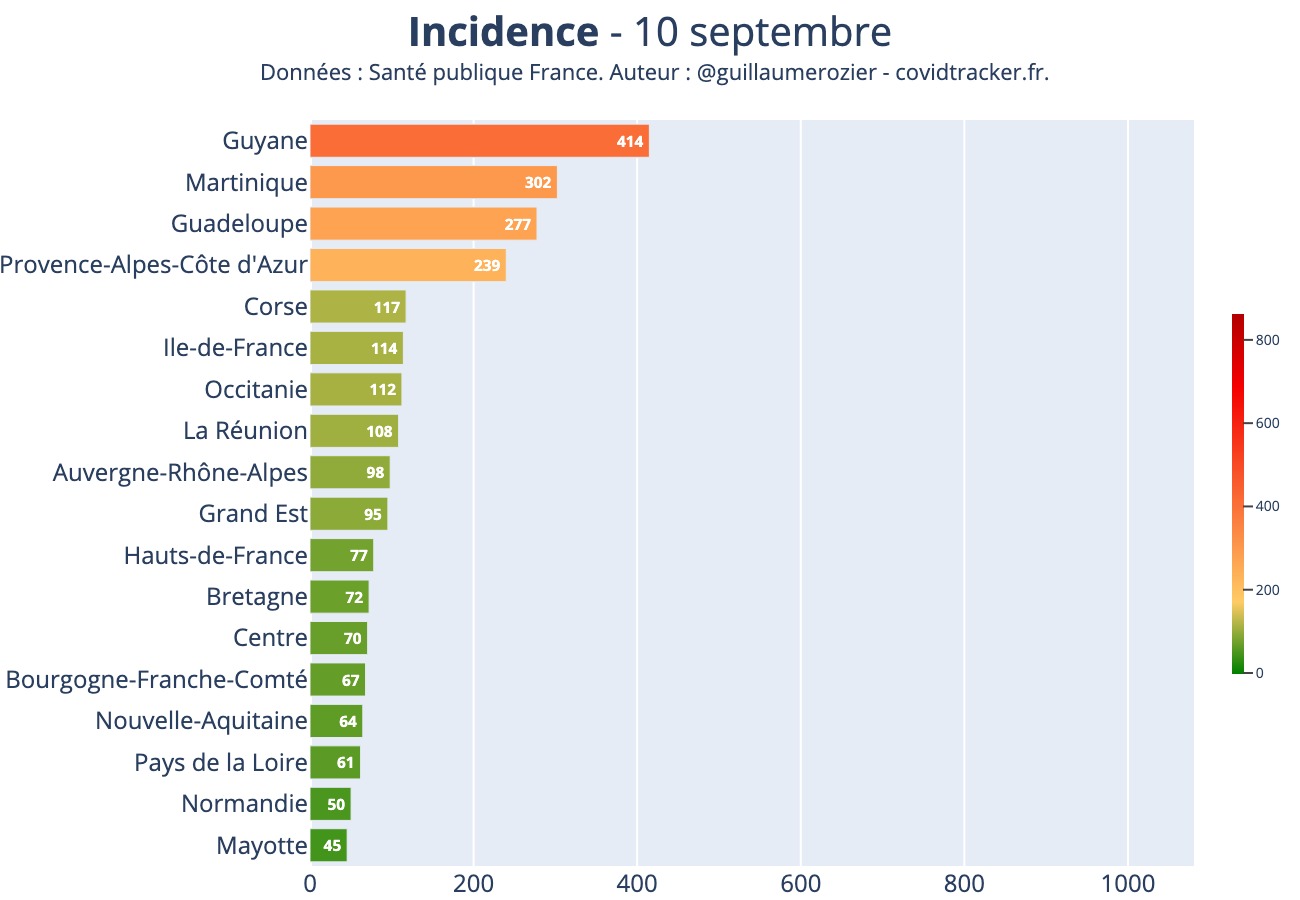 Incidence - 10 septembre
Données : Santé publique France. Auteur : @guillaumerozier - covidtracker.fr.
Guyane 414
Martinique 302
Guadeloupe 277
Provence-Alpes-Côte d'Azur 239
Corse 117
Ile-de-France 114
Occitanie 112
La Réunion 108
Auvergne-Rhône-Alpes 98
Grand Est 95
Hauts-de-France 77
Bretagne 72
Centre 70
Bourgogne-Franche-Comté 67
Nouvelle-Aquitaine 64
Pays de la Loire 61
Normandie 50
Mayotte 45
0 200 400 600 800 1000
800
600
400
200
0